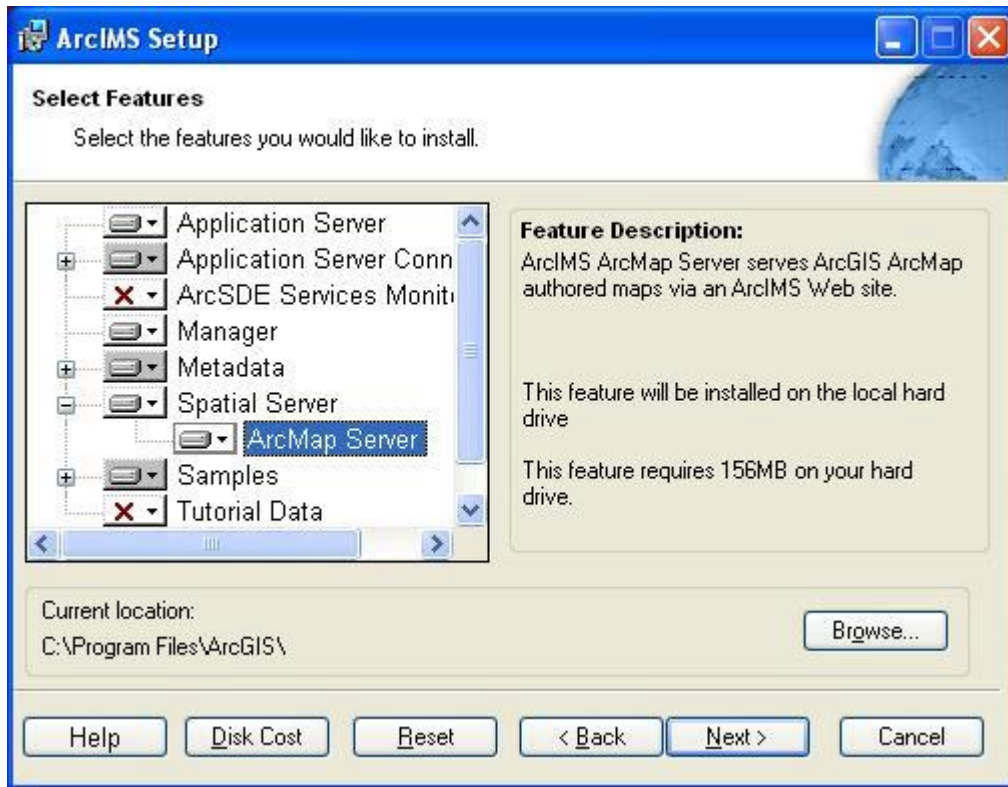 ArcIMS Setup
Select Features
Select the features you would like to install.
Application Server
Application Server Conn
ArcSDE Services Monit
Manager
Metadata
Spatial Server
ArcMap Server
Samples
Tutorial Data
Feature Description:
ArcIMS ArcMap Server serves ArcGIS ArcMap
authored maps via an ArcIMS Web site.
This feature will be installed on the local hard
drive
This feature requires 156MB on your hard
drive.
Current location:
C:\Program Files\ArcGIS\
Browse...
Help
Disk Cost
Reset
< Back
Next >
Cancel